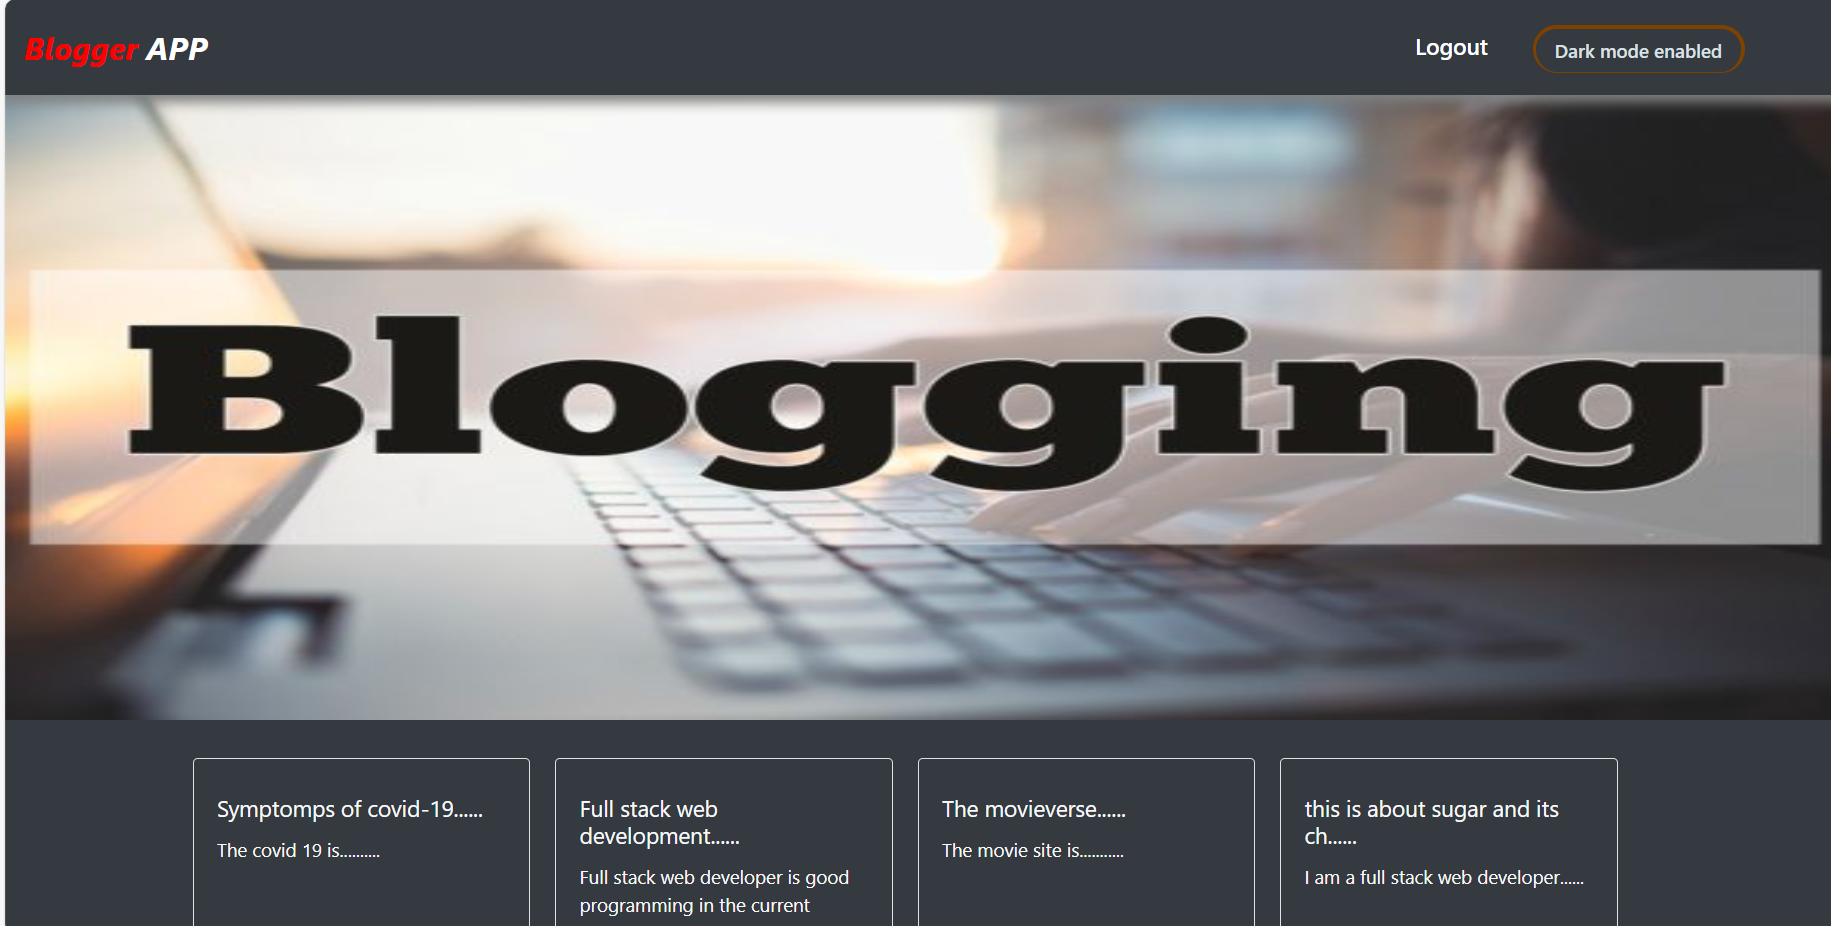 Blogger APP
Logout
Dark mode enabled
Blogging
Symptomps of covid-19......
The covid 19 is..........
Full stack web
development......
Full stack web developer is good
programming in the current
The movieverse......
The movie site is...........
this is about sugar and its
ch......
I am a full stack web developer......